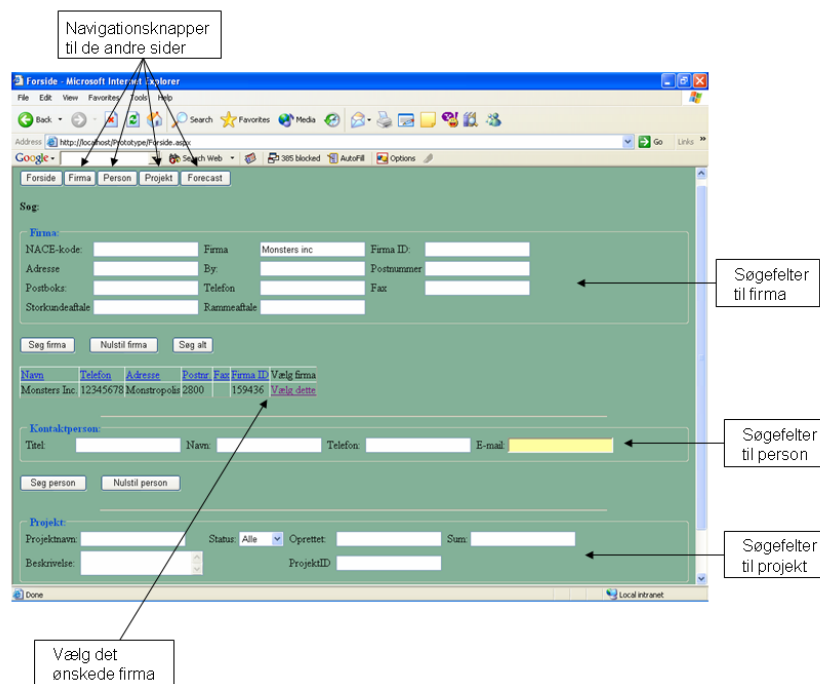 Navigationsknapper
til de andre sider
Forside - Microsoft Internet Explorer
File Edit View Favorites Tools Help
Back Search Favorites Media
Address http://localhost/Prototype/Forside.aspx Go Links »
Google Search Web 385 blocked AutoFill Options
Forside Firma Person Projekt Forecast
Søg:
Firma:
NACE-kode: Firma Monsters inc Firma ID:
Adresse By: Postnummer
Postboks: Telefon Fax
Storkundeaftale Rammeaftale
Søgefelter
til firma
Søg firma Nulstil firma Søg alt
Navn Telefon Adresse Postnr. Fax Firma ID Vælg firma
Monsters Inc. 12345678 Monstropolis 2800 159436 Vælg dette
Kontaktperson:
Titel: Navn: Telefon: E-mail:
Søgefelter
til person
Søg person Nulstil person
Projekt:
Projektnavn: Status: Alle Oprettet: Sum:
Beskrivelse: ProjektID
Søgefelter
til projekt
Done Local intranet
Vælg det
ønskede firma